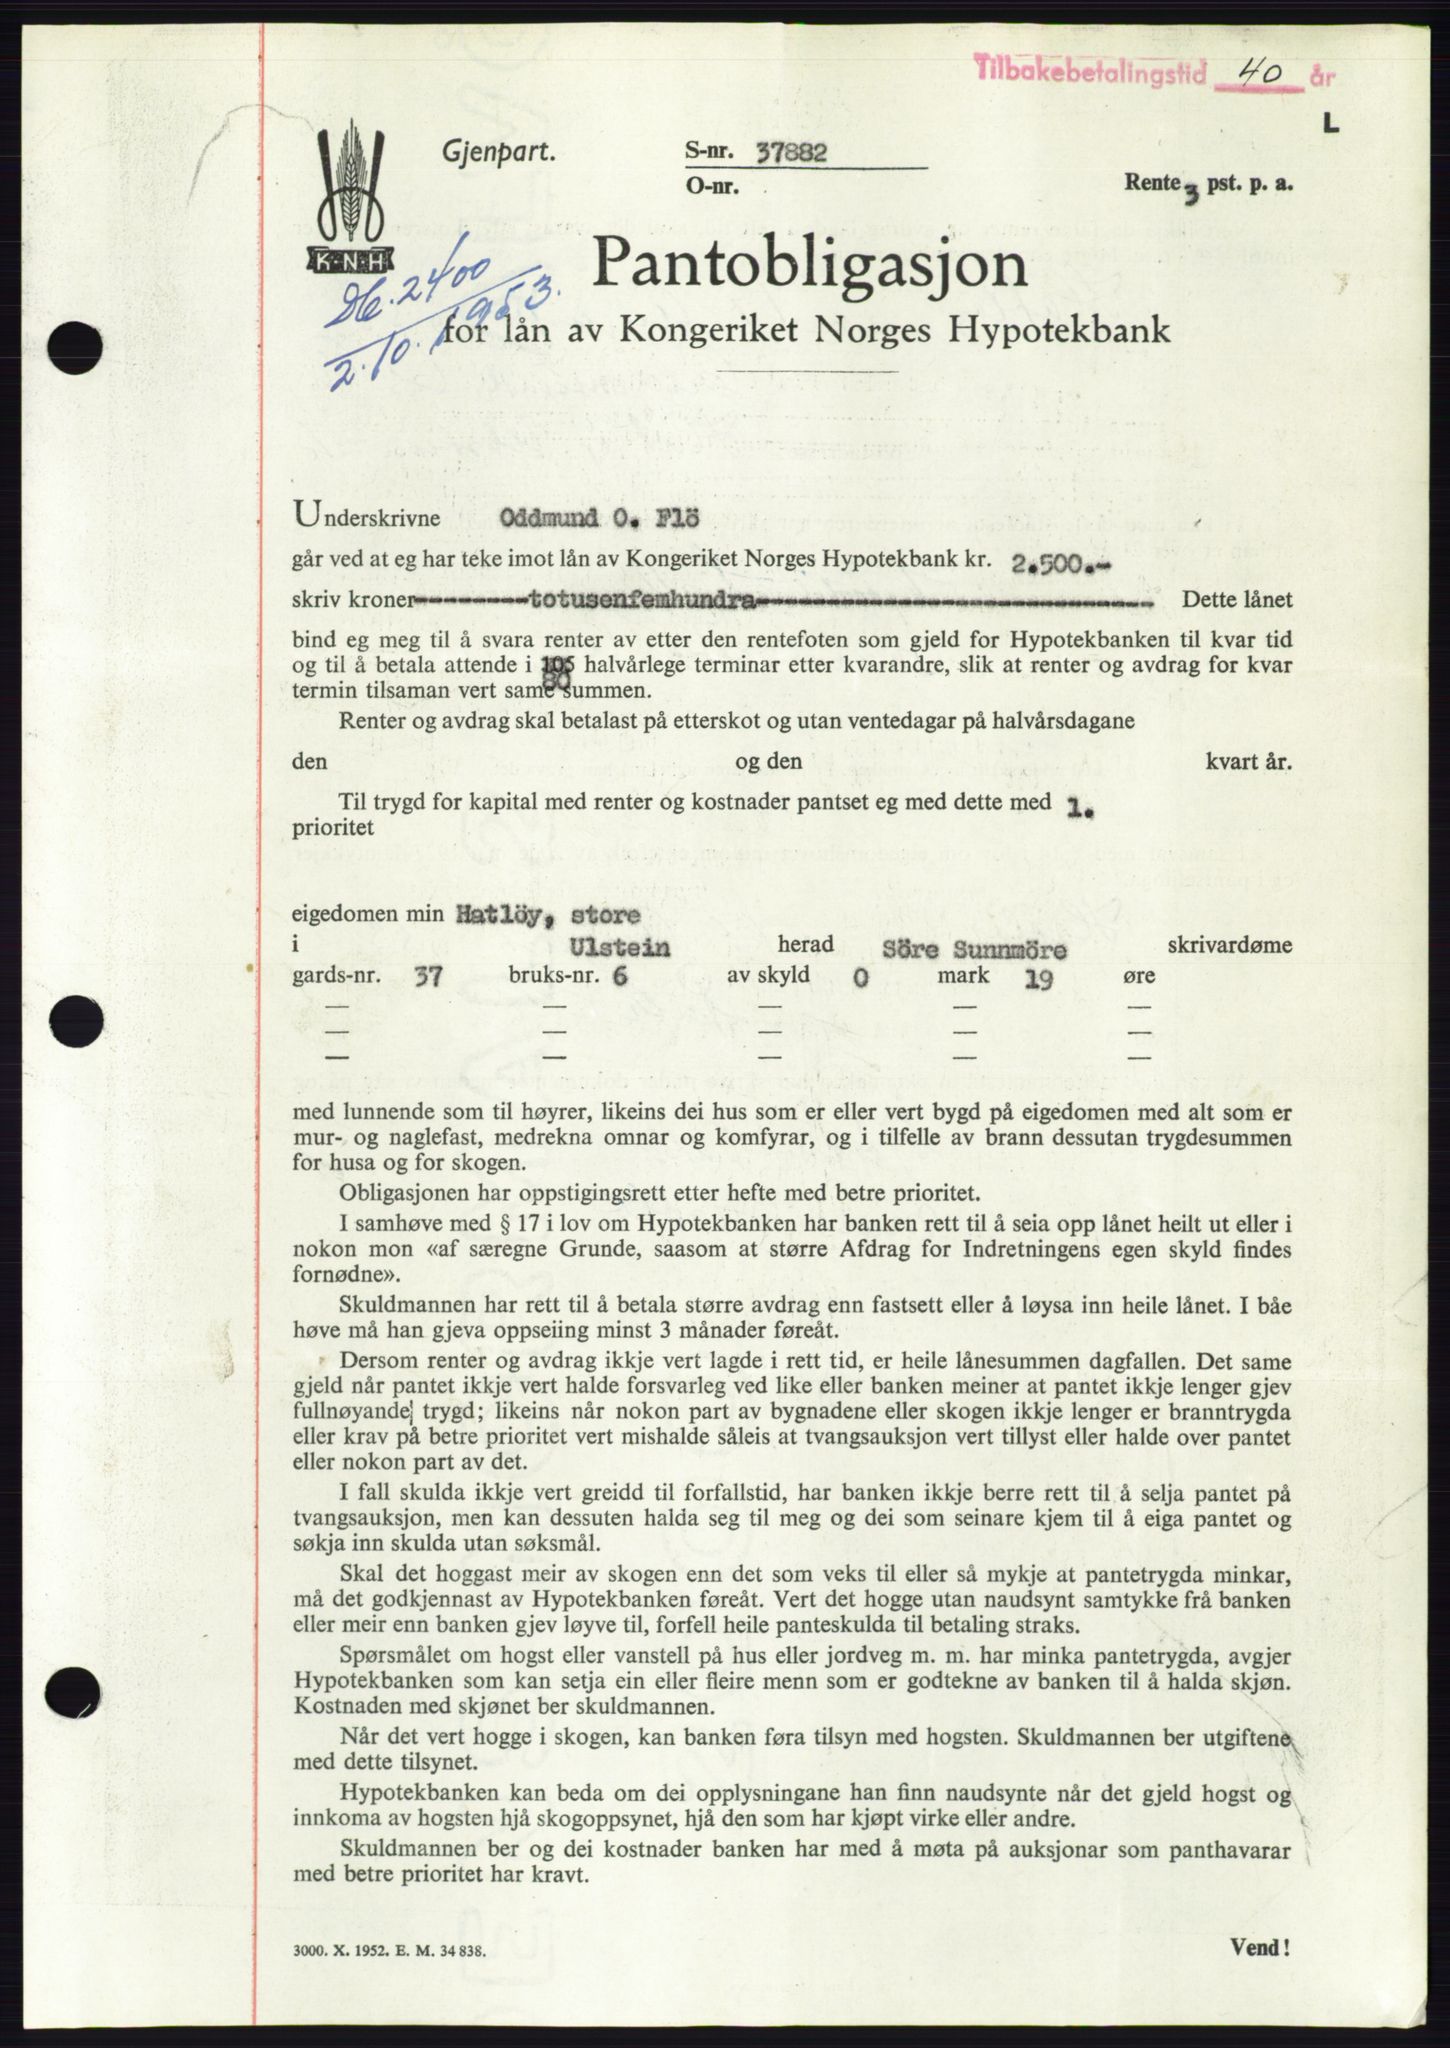 Tilbakebetalingstid 40 år
L
Gjenpart.
S-nr. 37882
O-nr.
Rente 3 pst. p. a.
K-N-H
Pantobligasjon
for lån av Kongeriket Norges Hypotekbank
Db. 2400
2.10.1953.
Underskrivne Oddmund O. Flö
går ved at eg har teke imot lån av Kongeriket Norges Hypotekbank kr. 2.500.-
skriv kroner--------totusenfemhundra-------------------------------- Dette lånet
bind eg meg til å svara renter av etter den rentefoten som gjeld for Hypotekbanken til kvar tid
og til å betala attende i 105 halvårlege terminar etter kvarandre, slik at renter og avdrag for kvar
80
termin tilsaman vert same summen.
Renter og avdrag skal betalast på etterskot og utan ventedagar på halvårsdagane
den og den kvart år.
Til trygd for kapital med renter og kostnader pantset eg med dette med 1.
prioritet
eigedomen min Hatlöy, store
i Ulstein herad Söre Sunnmöre skrivardøme
gards-nr. 37 bruks-nr. 6 av skyld 0 mark 19 øre
— — — — —
— — — — —
— — — — —
med lunnende som til høyrer, likeins dei hus som er eller vert bygd på eigedomen med alt som er
mur- og naglefast, medrekna omnar og komfyrar, og i tilfelle av brann dessutan trygdesummen
for husa og for skogen.
Obligasjonen har oppstigingsrett etter hefte med betre prioritet.
I samhøve med § 17 i lov om Hypotekbanken har banken rett til å seia opp lånet heilt ut eller i
nokon mon «af særegne Grunde, saasom at større Afdrag for Indretningens egen skyld findes
fornødne».
Skuldmannen har rett til å betala større avdrag enn fastsett eller å løysa inn heile lånet. I båe
høve må han gjeva oppseiing minst 3 månader føreåt.
Dersom renter og avdrag ikkje vert lagde i rett tid, er heile lånesummen dagfallen. Det same
gjeld når pantet ikkje vert halde forsvarleg ved like eller banken meiner at pantet ikkje lenger gjev
fullnøyande trygd; likeins når nokon part av bygnadene eller skogen ikkje lenger er branntrygda
eller krav på betre prioritet vert mishalde såleis at tvangsauksjon vert tillyst eller halde over pantet
eller nokon part av det.
I fall skulda ikkje vert greidd til forfallstid, har banken ikkje berre rett til å selja pantet på
tvangsauksjon, men kan dessuten halda seg til meg og dei som seinare kjem til å eiga pantet og
søkja inn skulda utan søksmål.
Skal det hoggast meir av skogen enn det som veks til eller så mykje at pantetrygda minkar,
må det godkjennast av Hypotekbanken føreåt. Vert det hogge utan naudsynt samtykke frå banken
eller meir enn banken gjev løyve til, forfell heile panteskulda til betaling straks.
Spørsmålet om hogst eller vanstell på hus eller jordveg m. m. har minka pantetrygda, avgjer
Hypotekbanken som kan setja ein eller fleire menn som er godtekne av banken til å halda skjøn.
Kostnaden med skjønet ber skuldmannen.
Når det vert hogge i skogen, kan banken føra tilsyn med hogsten. Skuldmannen ber utgiftene
med dette tilsynet.
Hypotekbanken kan beda om dei opplysningane han finn naudsynte når det gjeld hogst og
innkoma av hogsten hjå skogoppsynet, hjå den som har kjøpt virke eller andre.
Skuldmannen ber og dei kostnader banken har med å møta på auksjonar som panthavarar
med betre prioritet har kravt.
3000. X. 1952. E. M. 34 838.
Vend!